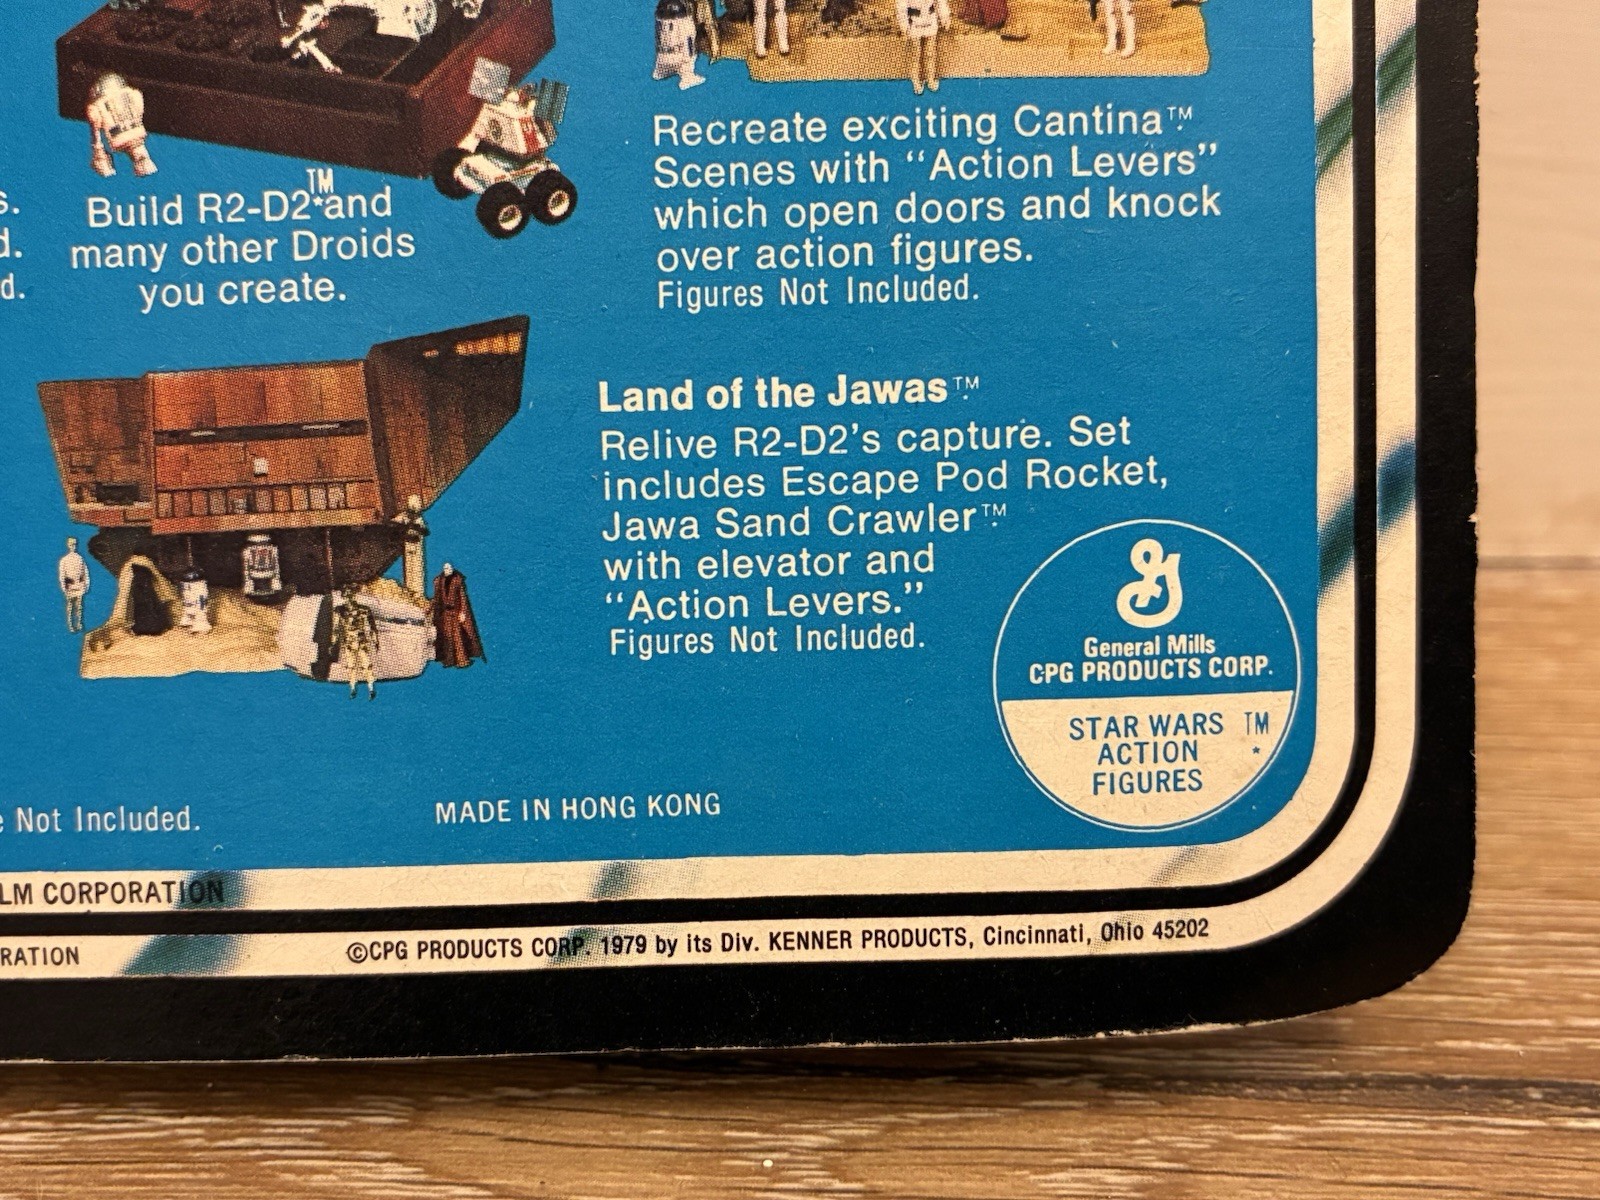 s.
d.
d.
Build R2-D2™* and
many other Droids
you create.
Recreate exciting Cantina™*
Scenes with “Action Levers”
which open doors and knock
over action figures.
Figures Not Included.
Land of the Jawas™*
Relive R2-D2’s capture. Set
includes Escape Pod Rocket,
Jawa Sand Crawler™*
with elevator and
“Action Levers.”
Figures Not Included.
General Mills
CPG PRODUCTS CORP.
STAR WARS TM
ACTION *
FIGURES
e Not Included.
MADE IN HONG KONG
LM CORPORATION
RATION
©CPG PRODUCTS CORP. 1979 by its Div. KENNER PRODUCTS, Cincinnati, Ohio 45202